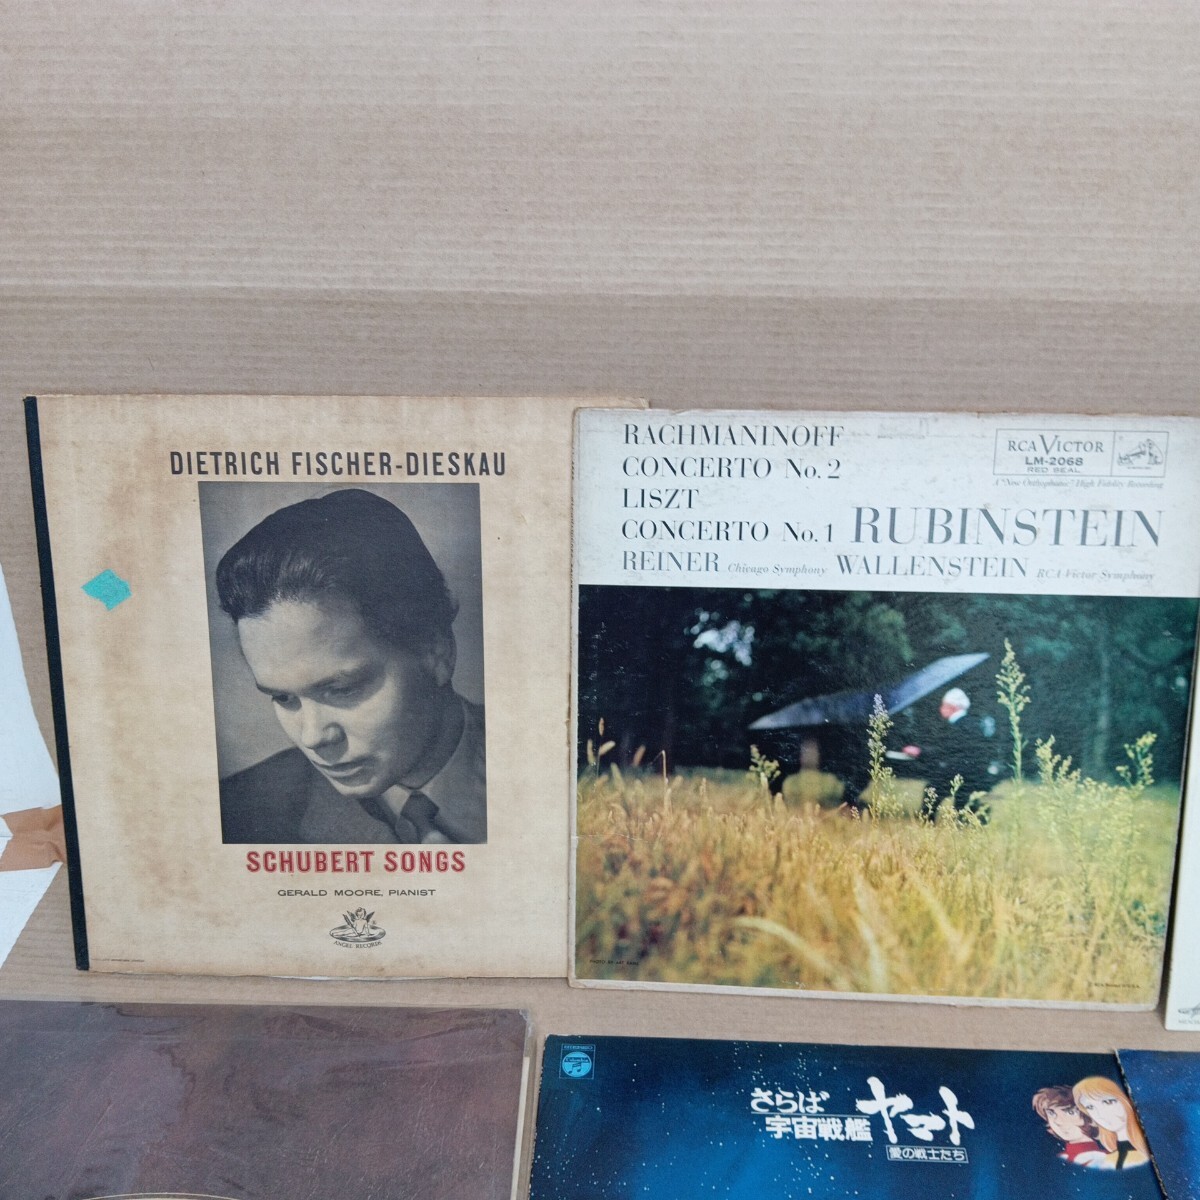 DIETRICH FISCHER-DIESKAU
SCHUBERT SONGS
GERALD MOORE, PIANIST
ANGEL RECORDS
RACHMANINOFF
CONCERTO No. 2
LISZT
CONCERTO No. 1 RUBINSTEIN
REINER Chicago Symphony WALLENSTEIN RCA Victor Symphony
RCA VICTOR
LM-2068
RED SEAL
A "New Orthophonic" High Fidelity Recording
さらば
宇宙戦艦ヤマト
愛の戦士たち